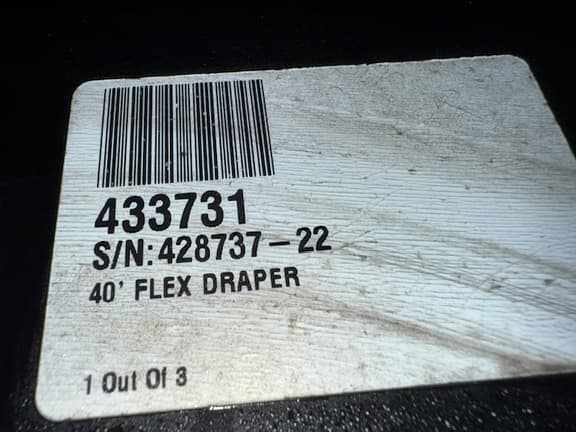 433731
S/N: 428737-22
40' FLEX DRAPER
1 Out Of 3